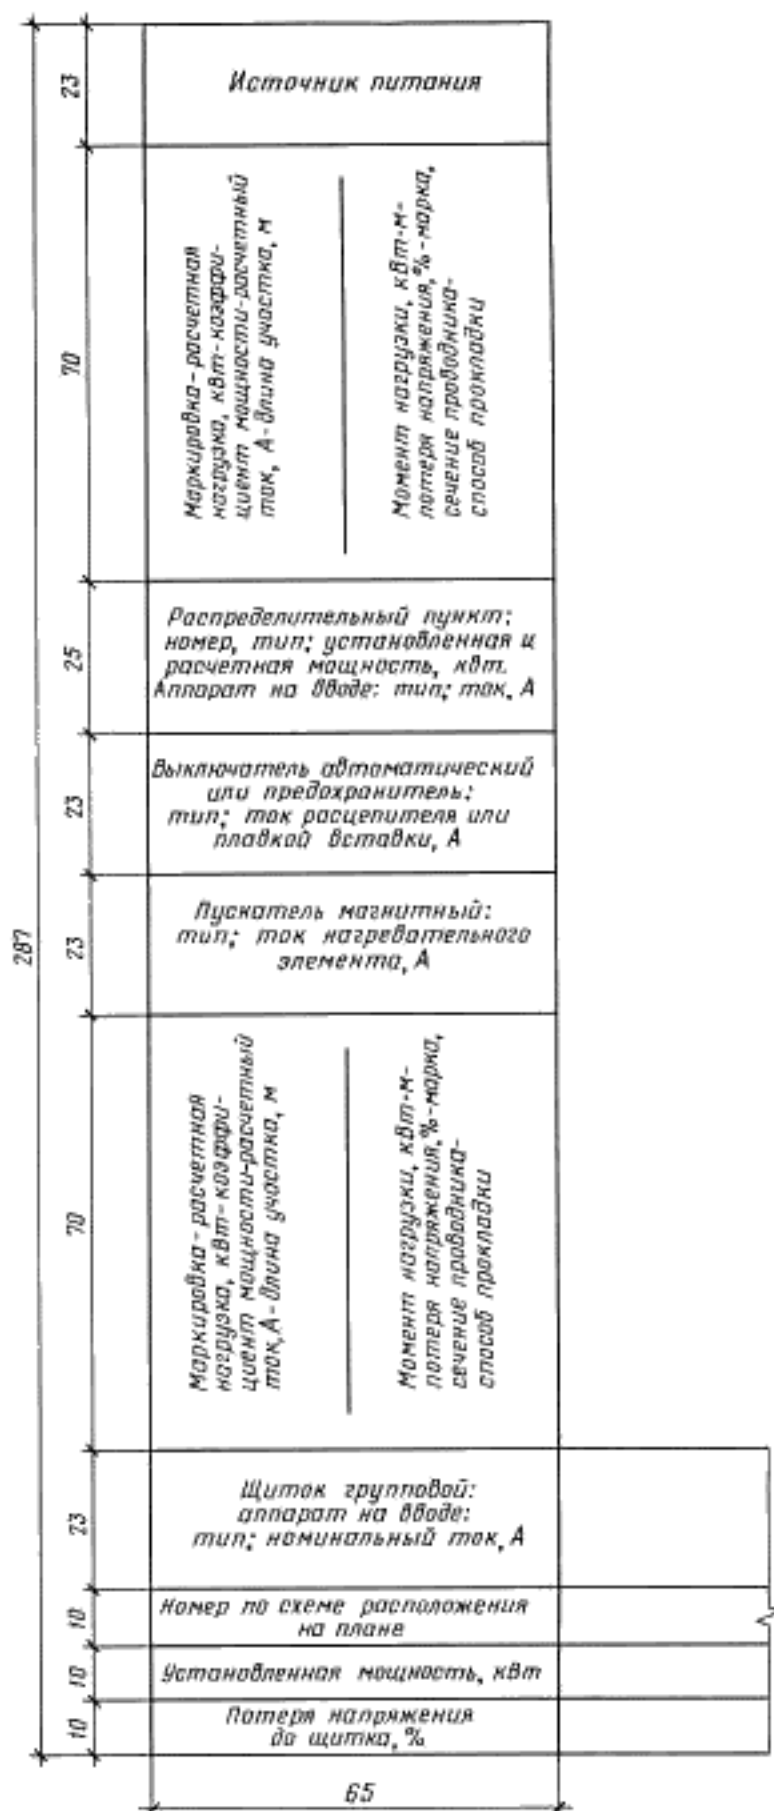 23
Источник питания
70
Маркировка-расчетная
нагрузка, квт-коэффи-
циент мощности-расчетный
ток, А-длина участка, м
Момент нагрузки, квт·м-
потеря напряжения,%-марка,
сечение проводника-
способ прокладки
25
Распределительный пункт:
номер, тип; установленная и
расчетная мощность, квт.
Аппарат на вводе: тип; ток, А
23
Выключатель автоматический
или предохранитель;
тип; ток расцепителя или
плавкой вставки, А
287
23
Пускатель магнитный:
тип; ток нагревательного
элемента, А
70
Маркировка-расчетная
нагрузка, квт-коэффи-
циент мощности-расчетный
ток,А-длина участка, м
Момент нагрузки, квт·м-
потеря напряжения,%-марка,
сечение проводника-
способ прокладки
23
Щиток групповой:
аппарат на вводе:
тип; номинальный ток, А
10
Номер по схеме расположения
на плане
10
Установленная мощность, квт
10
Потеря напряжения
до щитка, %
65